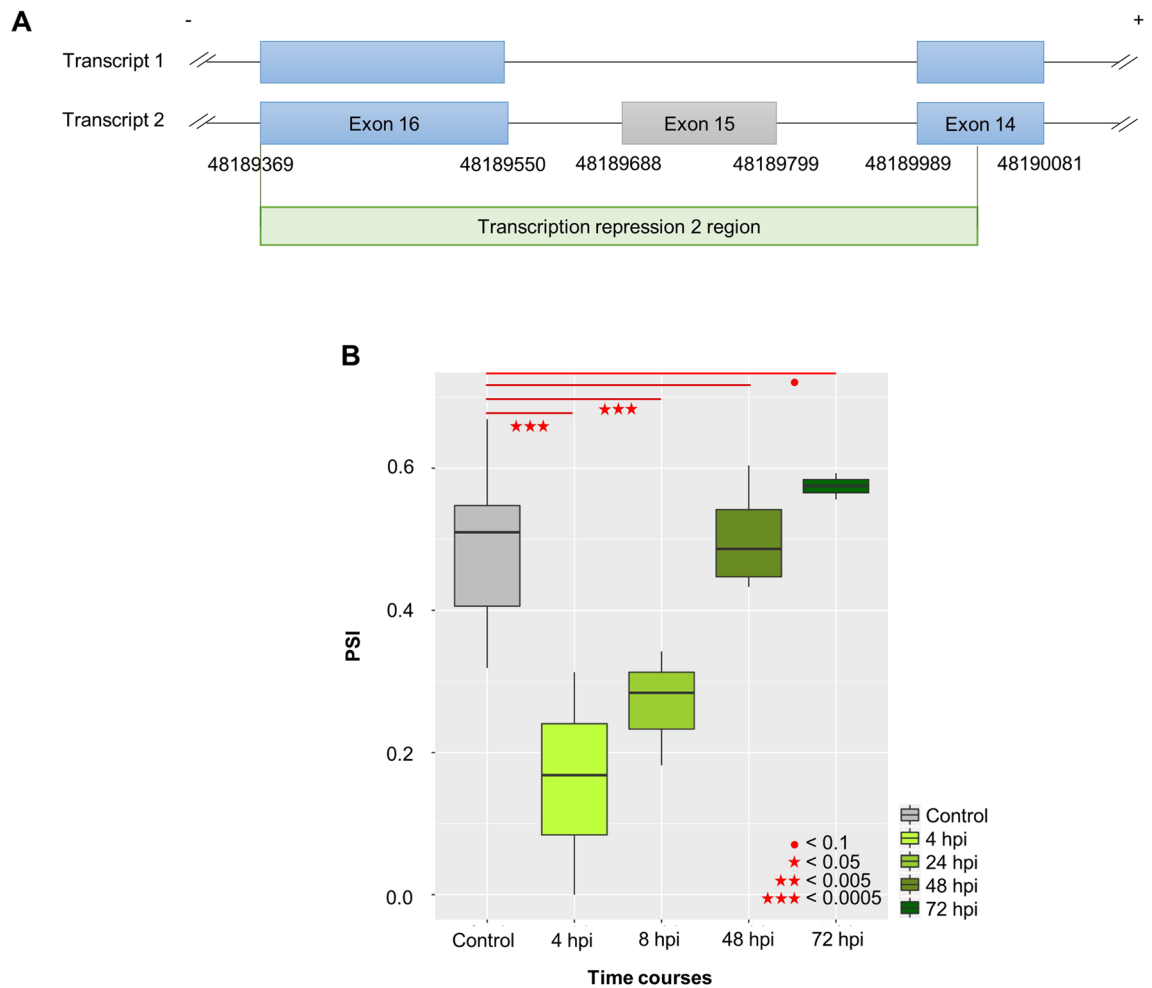 A
- +
Transcript 1
Transcript 2 Exon 16 Exon 15 Exon 14
48189369 48189550 48189688 48189799 48189989 48190081
Transcription repression 2 region
B
★★★
★★★
●
PSI
0.6
0.4
0.2
0.0
● < 0.1
★ < 0.05
★★ < 0.005
★★★ < 0.0005
Control
4 hpi
24 hpi
48 hpi
72 hpi
Control 4 hpi 8 hpi 48 hpi 72 hpi
Time courses